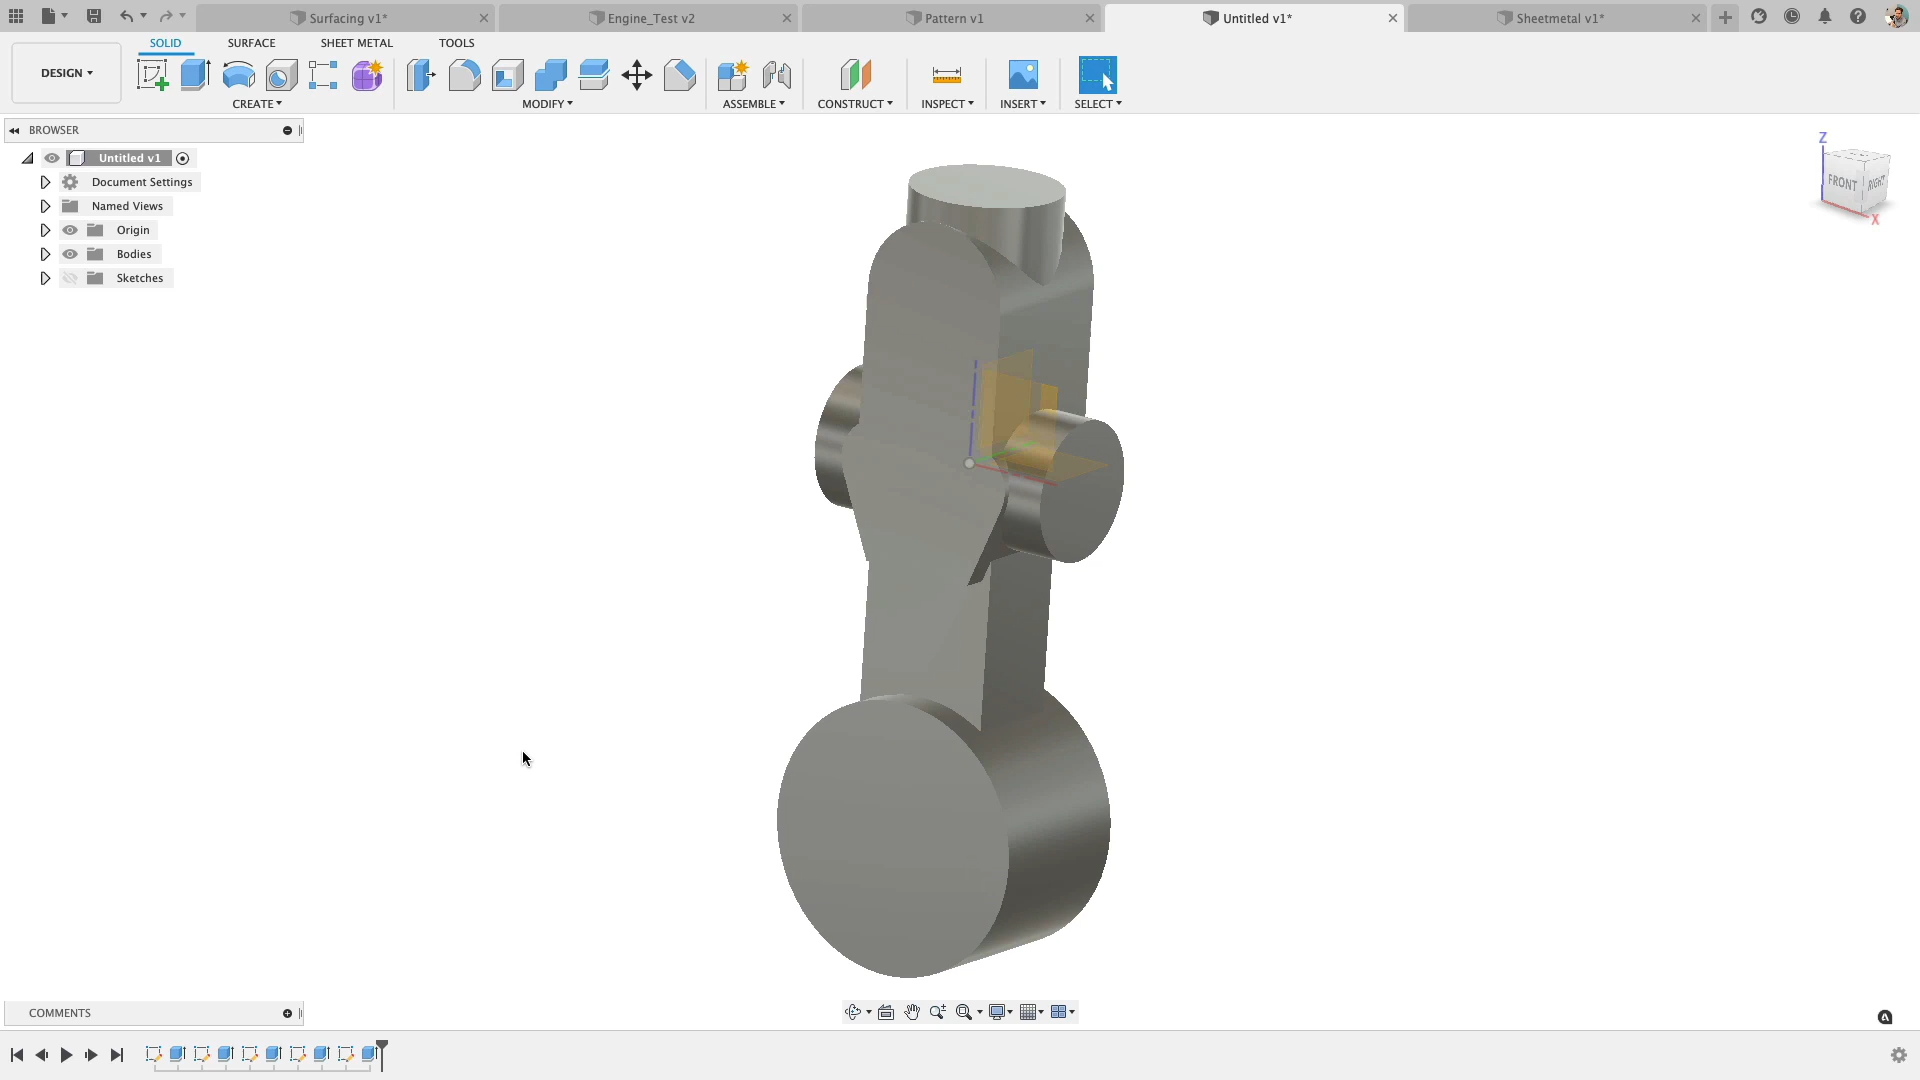 Surfacing v1*
Engine_Test v2
Pattern v1
Untitled v1*
Sheetmetal v1*
SOLID
SURFACE
SHEET METAL
TOOLS
DESIGN
CREATE
MODIFY
ASSEMBLE
CONSTRUCT
INSPECT
INSERT
SELECT
BROWSER
Untitled v1
Document Settings
Named Views
Origin
Bodies
Sketches
Z
FRONT
RIGHT
X
COMMENTS